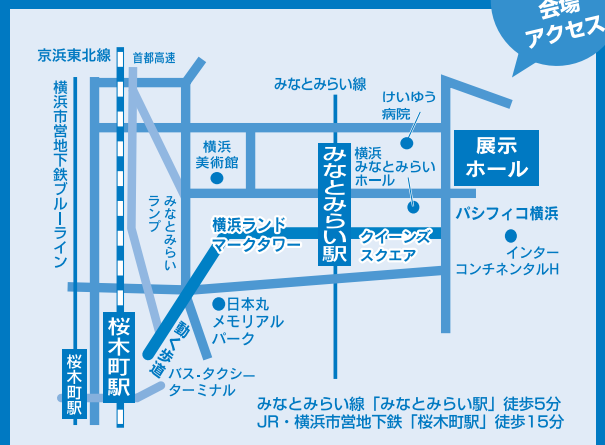 会場
アクセス
京浜東北線
首都高速
横浜市営地下鉄ブルーライン
みなとみらい線
けいゆう
病院
横浜
美術館
みなとみらい駅
横浜
みなとみらい
ホール
展示
ホール
みなとみらい
ランプ
横浜ランド
マークタワー
クイーンズ
スクエア
パシフィコ横浜
インター
コンチネンタルH
日本丸
メモリアル
パーク
動く歩道
桜木町駅
桜木町駅
バス・タクシー
ターミナル
みなとみらい線「みなとみらい駅」徒歩5分
JR・横浜市営地下鉄「桜木町駅」徒歩15分